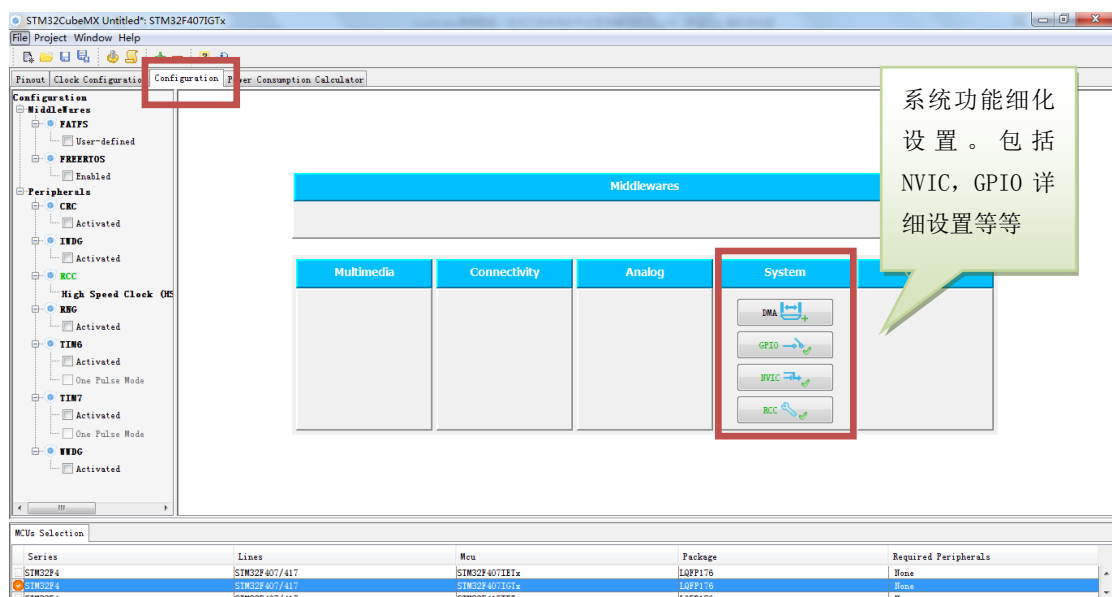 STM32CubeMX Untitled*: STM32F407IGTx
File Project Window Help
Pinout Clock Configuratio Configuration Power Consumption Calculator
Configuration
MiddleWares
FATFS
User-defined
FREERTOS
Enabled
Peripherals
CRC
Activated
IWDG
Activated
RCC
High Speed Clock (HS
RNG
Activated
TIM6
Activated
One Pulse Mode
TIM7
Activated
One Pulse Mode
WWDG
Activated
Middlewares
Multimedia Connectivity Analog System
DMA
GPIO
NVIC
RCC
系统功能细化
设置。包括
NVIC，GPIO 详
细设置等等
MCUs Selection
Series Lines Mcu Package Required Peripherals
STM32F4 STM32F407/417 STM32F407IETx LQFP176 None
STM32F4 STM32F407/417 STM32F407IGTx LQFP176 None